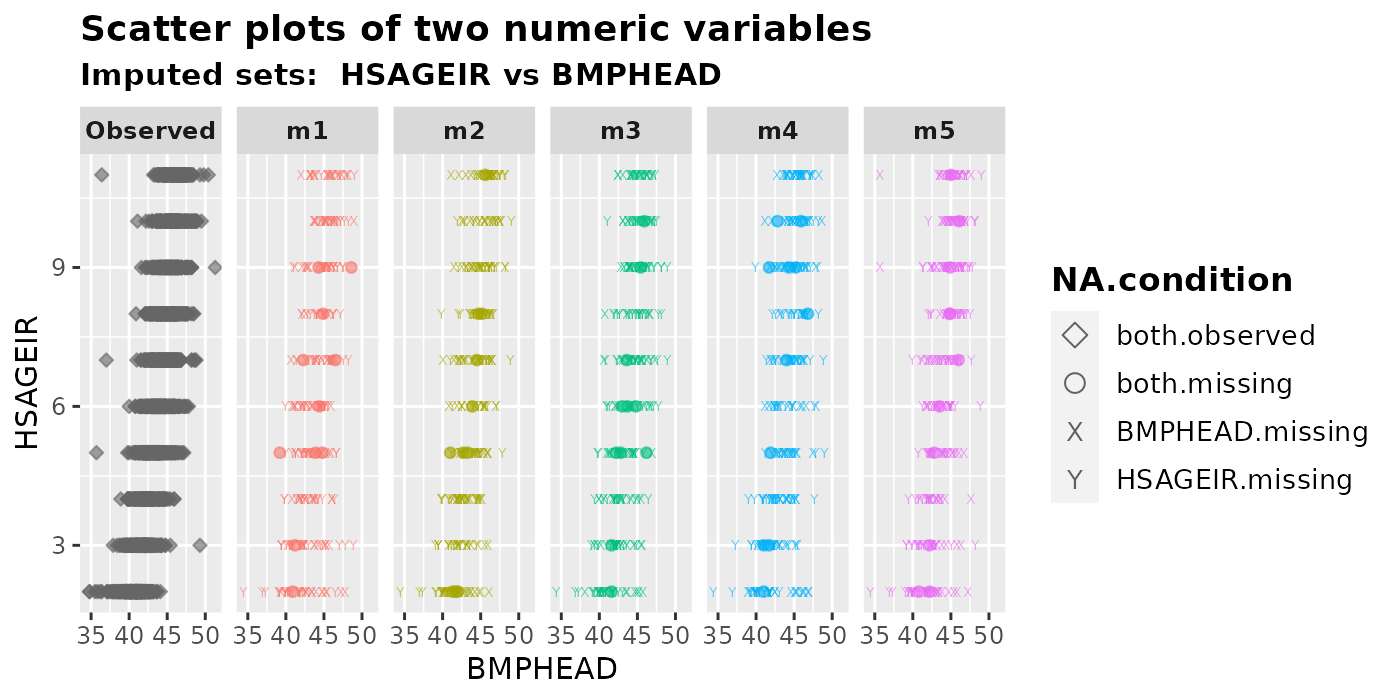 Scatter plots of two numeric variables
Imputed sets:  HSAGEIR vs BMPHEAD
Observed m1 m2 m3 m4 m5
HSAGEIR
9
6
3
35 40 45 50 35 40 45 50 35 40 45 50 35 40 45 50 35 40 45 50 35 40 45 50
BMPHEAD
NA.condition
both.observed
both.missing
X BMPHEAD.missing
Y HSAGEIR.missing